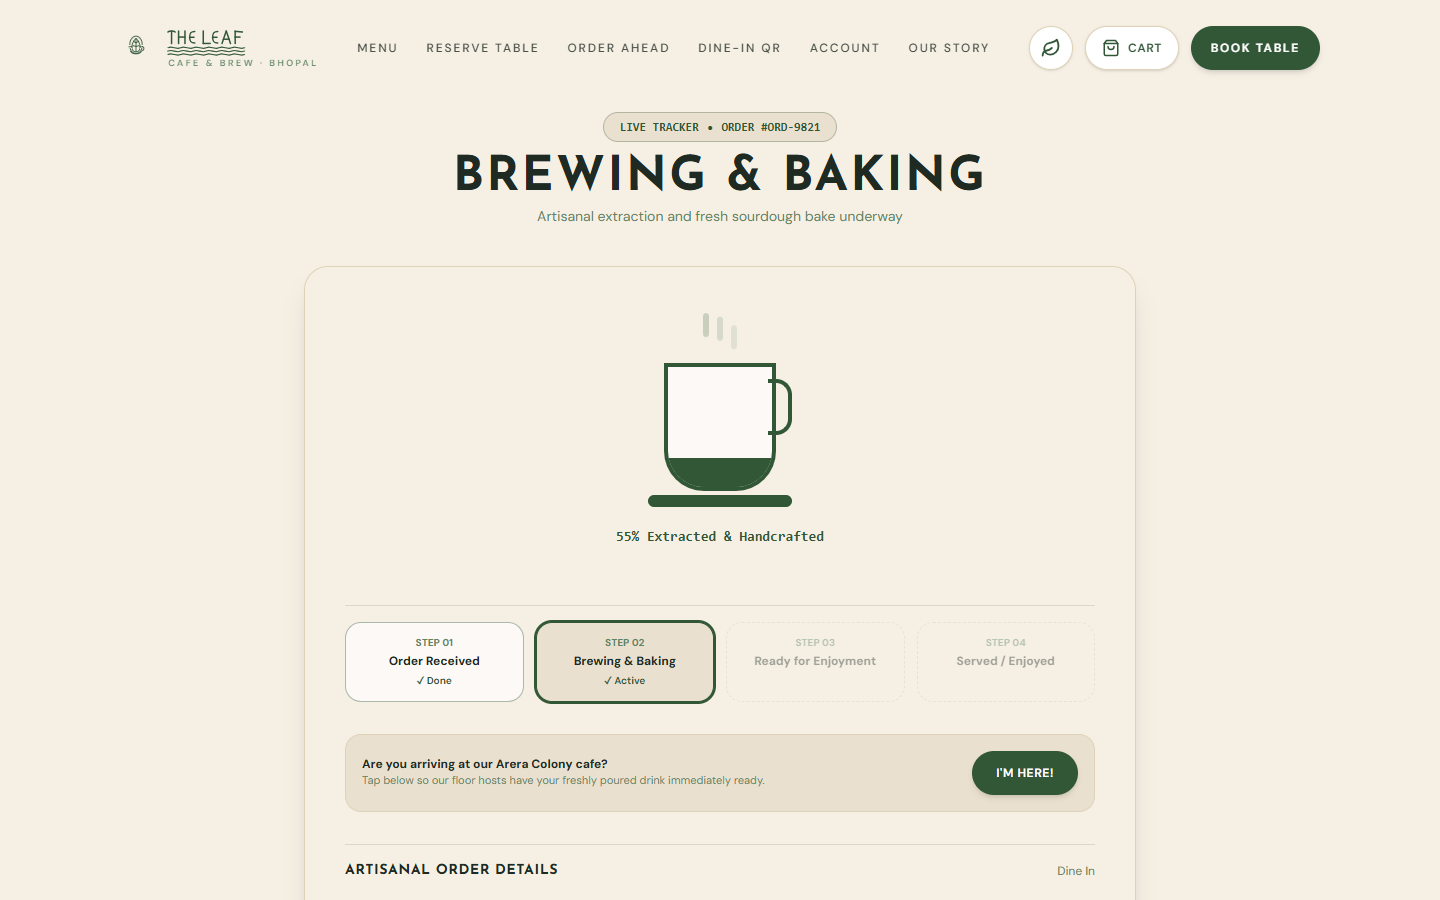 THE LEAF
CAFE & BREW · BHOPAL
MENU
RESERVE TABLE
ORDER AHEAD
DINE-IN QR
ACCOUNT
OUR STORY
CART
BOOK TABLE
LIVE TRACKER • ORDER #ORD-9821
BREWING & BAKING
Artisanal extraction and fresh sourdough bake underway
55% Extracted & Handcrafted
STEP 01
Order Received
✓ Done
STEP 02
Brewing & Baking
✓ Active
STEP 03
Ready for Enjoyment
STEP 04
Served / Enjoyed
Are you arriving at our Arera Colony cafe?
Tap below so our floor hosts have your freshly poured drink immediately ready.
I'M HERE!
ARTISANAL ORDER DETAILS
Dine In